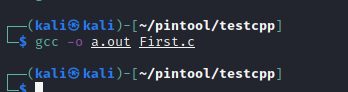 ┌──(kali㉿kali)-[~/pintool/testcpp]
└─$ gcc -o a.out First.c
┌──(kali㉿kali)-[~/pintool/testcpp]
└─$